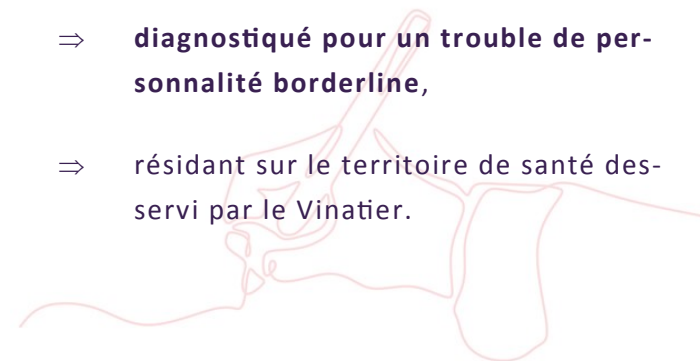 ⇒ diagnostiqué pour un trouble de per-
sonnalité borderline,
⇒ résidant sur le territoire de santé des-
servi par le Vinatier.